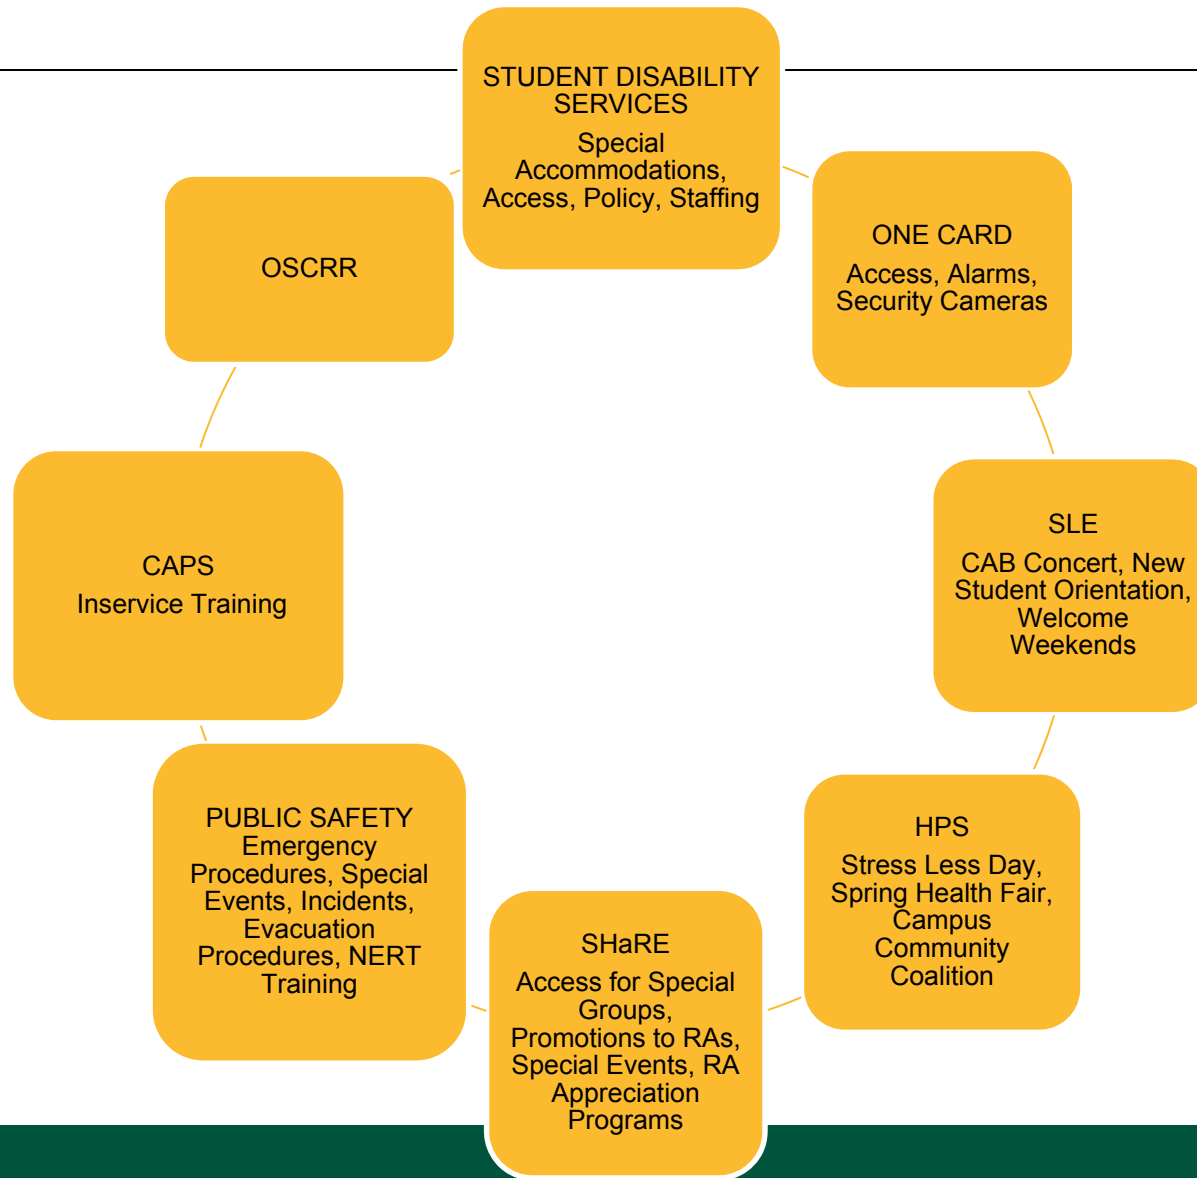 STUDENT DISABILITY
SERVICES
Special
Accommodations,
Access, Policy, Staffing
ONE CARD
Access, Alarms,
Security Cameras
SLE
CAB Concert, New
Student Orientation,
Welcome
Weekends
HPS
Stress Less Day,
Spring Health Fair,
Campus
Community
Coalition
SHaRE
Access for Special
Groups,
Promotions to RAs,
Special Events, RA
Appreciation
Programs
PUBLIC SAFETY
Emergency
Procedures, Special
Events, Incidents,
Evacuation
Procedures, NERT
Training
CAPS
Inservice Training
OSCRR